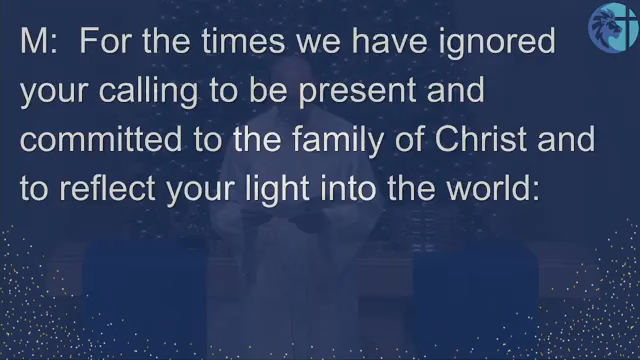 M: For the times we have ignored
your calling to be present and
committed to the family of Christ and
to reflect your light into the world: